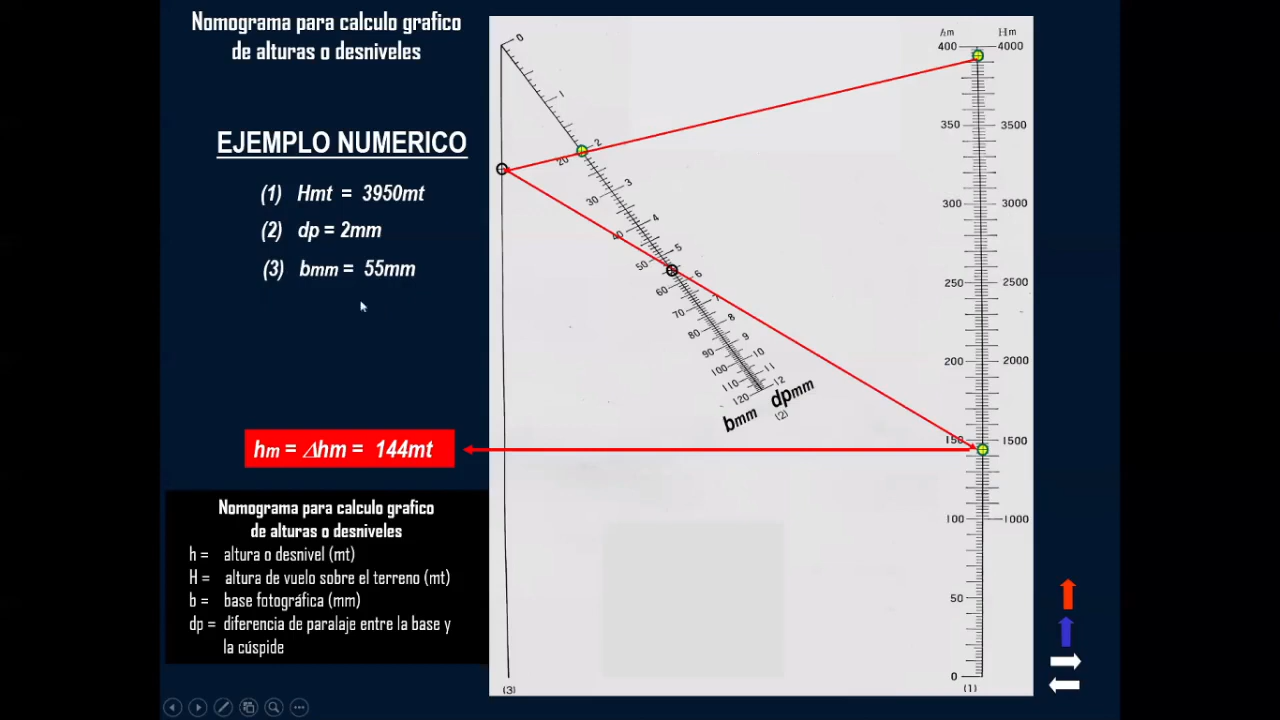 Nomograma para calculo grafico
de alturas o desniveles
EJEMPLO NUMERICO
(1) Hmt = 3950mt
(2) dp = 2mm
(3) bmm = 55mm
hm = Δhm = 144mt
Nomograma para calculo grafico
de alturas o desniveles
h = altura o desnivel (mt)
H = altura de vuelo sobre el terreno (mt)
b = base fotográfica (mm)
dp = diferencia de paralaje entre la base y
la cúspide
hm Hm
400 4000
350 3500
300 3000
250 2500
200 2000
150 1500
100 1000
50
0
(1)
0
1
2
20
3
30
4
40
5
50
6
60
7
70
8
80
9
90
10
100
11
110
12
120
bmm dpmm
(2)
(3)